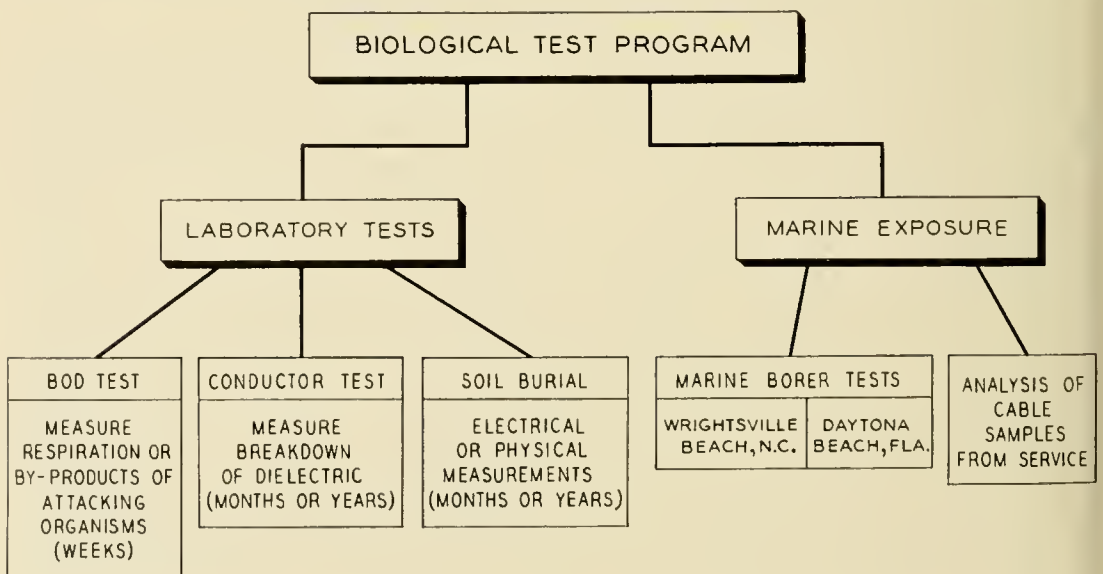 BIOLOGICAL TEST PROGRAM
LABORATORY TESTS
MARINE EXPOSURE
BOD TEST
MEASURE
RESPIRATION OR
BY-PRODUCTS OF
ATTACKING
ORGANISMS
(WEEKS)
CONDUCTOR TEST
MEASURE
BREAKDOWN
OF DIELECTRIC
(MONTHS OR YEARS)
SOIL BURIAL
ELECTRICAL
OR PHYSICAL
MEASUREMENTS
(MONTHS OR YEARS)
MARINE BORER TESTS
WRIGHTSVILLE
BEACH, N.C.
DAYTONA
BEACH, FLA.
ANALYSIS OF
CABLE
SAMPLES
FROM SERVICE